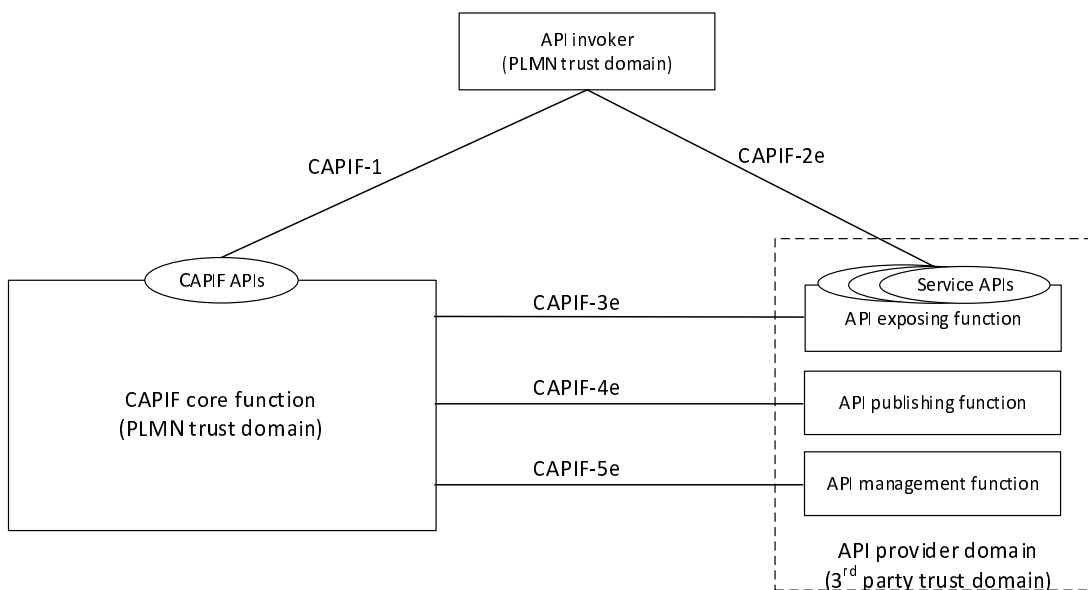 API invoker
(PLMN trust domain)
CAPIF-1
CAPIF-2e
CAPIF APIs
Service APIs
API exposing function
CAPIF-3e
CAPIF core function
(PLMN trust domain)
CAPIF-4e
API publishing function
CAPIF-5e
API management function
API provider domain
(3rd party trust domain)